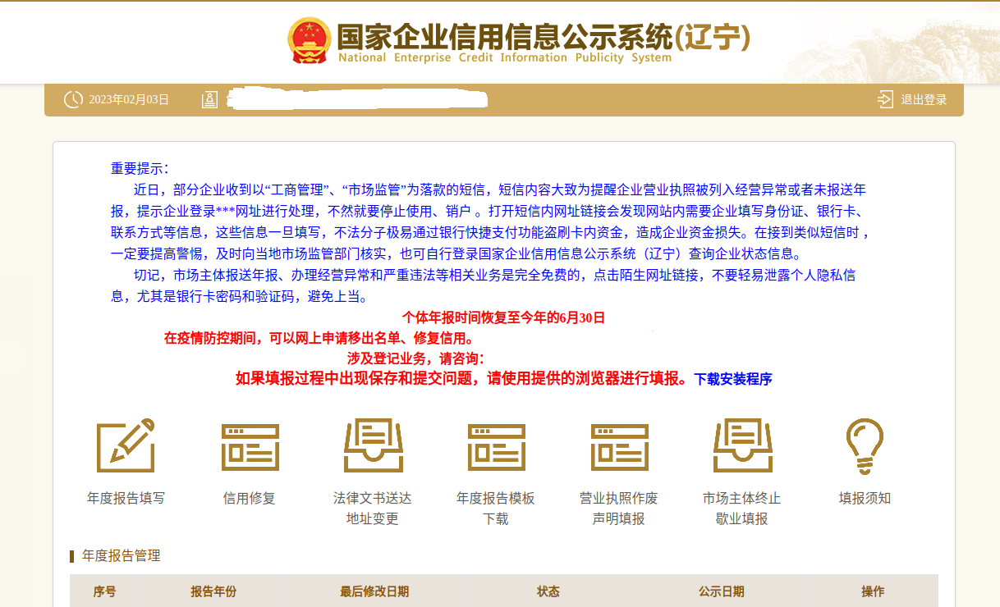 国家企业信用信息公示系统(辽宁)
National Enterprise Credit Information Publicity System
2023年02月03日
退出登录
重要提示：
近日，部分企业收到以“工商管理”、“市场监管”为落款的短信，短信内容大致为提醒企业营业执照被列入经营异常或者未报送年
报，提示企业登录***网址进行处理，不然就要停止使用、销户 。打开短信内网址链接会发现网站内需要企业填写身份证、银行卡、
联系方式等信息，这些信息一旦填写，不法分子极易通过银行快捷支付功能盗刷卡内资金，造成企业资金损失。在接到类似短信时 ，
一定要提高警惕，及时向当地市场监管部门核实，也可自行登录国家企业信用信息公示系统（辽宁）查询企业状态信息。
切记，市场主体报送年报、办理经营异常和严重违法等相关业务是完全免费的，点击陌生网址链接，不要轻易泄露个人隐私信
息，尤其是银行卡密码和验证码，避免上当。
个体年报时间恢复至今年的6月30日
在疫情防控期间，可以网上申请移出名单、修复信用。
涉及登记业务，请咨询：
如果填报过程中出现保存和提交问题，请使用提供的浏览器进行填报。下载安装程序
年度报告填写
信用修复
法律文书送达
地址变更
年度报告模板
下载
营业执照作废
声明填报
市场主体终止
歇业填报
填报须知
年度报告管理
序号 报告年份 最后修改日期 状态 公示日期 操作